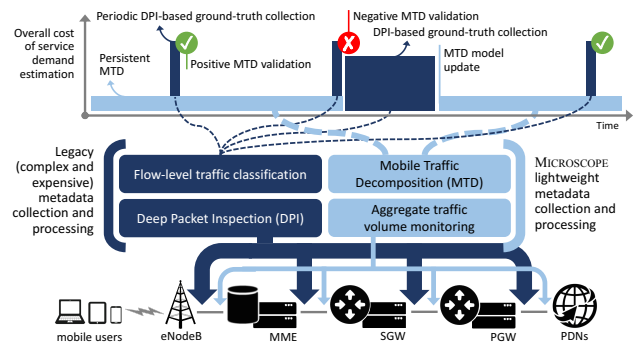 Periodic DPI-based ground-truth collection
Negative MTD validation
DPI-based ground-truth collection
Overall cost
of service
demand
estimation
Persistent
MTD
Positive MTD validation
MTD model
update
Time
Legacy
(complex and
expensive)
metadata
collection and
processing
Flow-level traffic classification
Mobile Traffic
Decomposition (MTD)
Deep Packet Inspection (DPI)
Aggregate traffic
volume monitoring
MICROSCOPE
lightweight
metadata
collection and
processing
mobile users
eNodeB
MME
SGW
PGW
PDNs